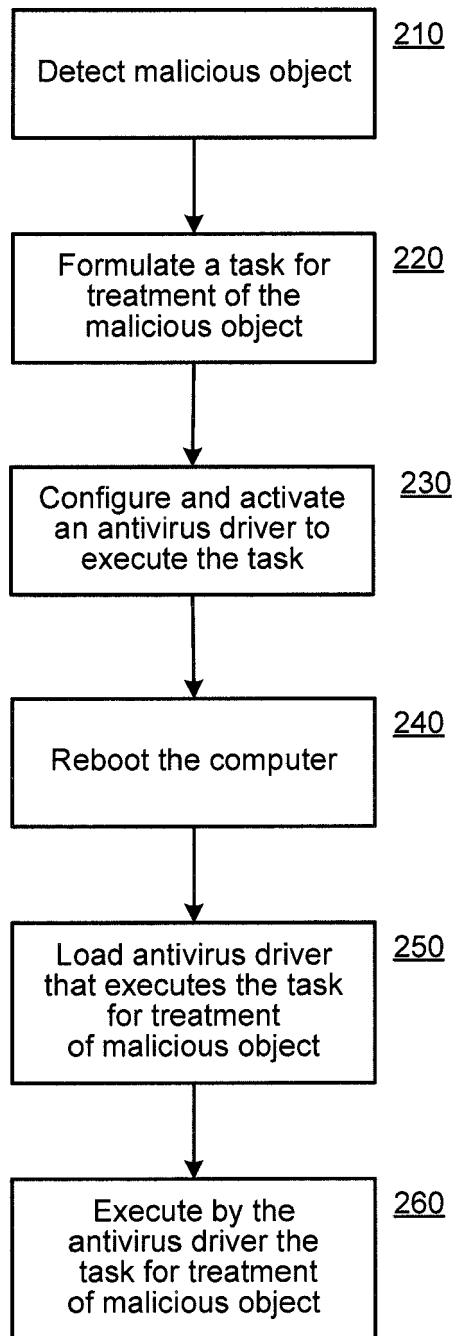 210
Detect malicious object
220
Formulate a task for
treatment of the
malicious object
230
Configure and activate
an antivirus driver to
execute the task
240
Reboot the computer
250
Load antivirus driver
that executes the task
for treatment
of malicious object
260
Execute by the
antivirus driver the
task for treatment
of malicious object